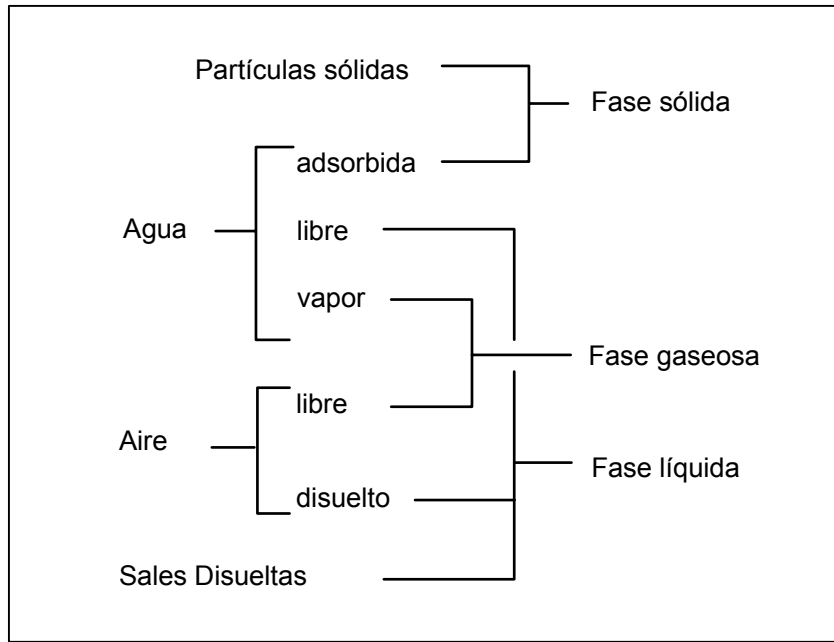 Partículas sólidas
Fase sólida
adsorbida
Agua
libre
vapor
Fase gaseosa
libre
Aire
Fase líquida
disuelto
Sales Disueltas